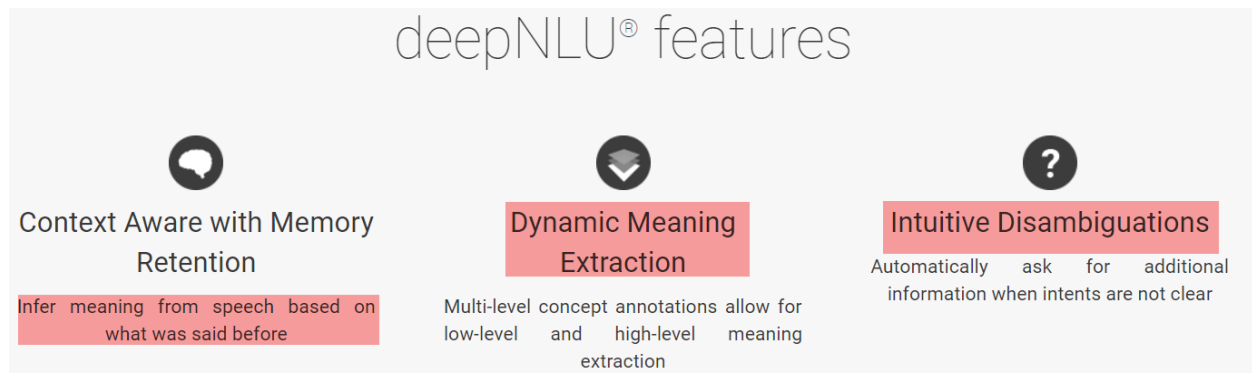 deepNLU® features
Context Aware with Memory
Retention
Infer meaning from speech based on
what was said before
Dynamic Meaning
Extraction
Multi-level concept annotations allow for
low-level and high-level meaning
extraction
?
Intuitive Disambiguations
Automatically ask for additional
information when intents are not clear